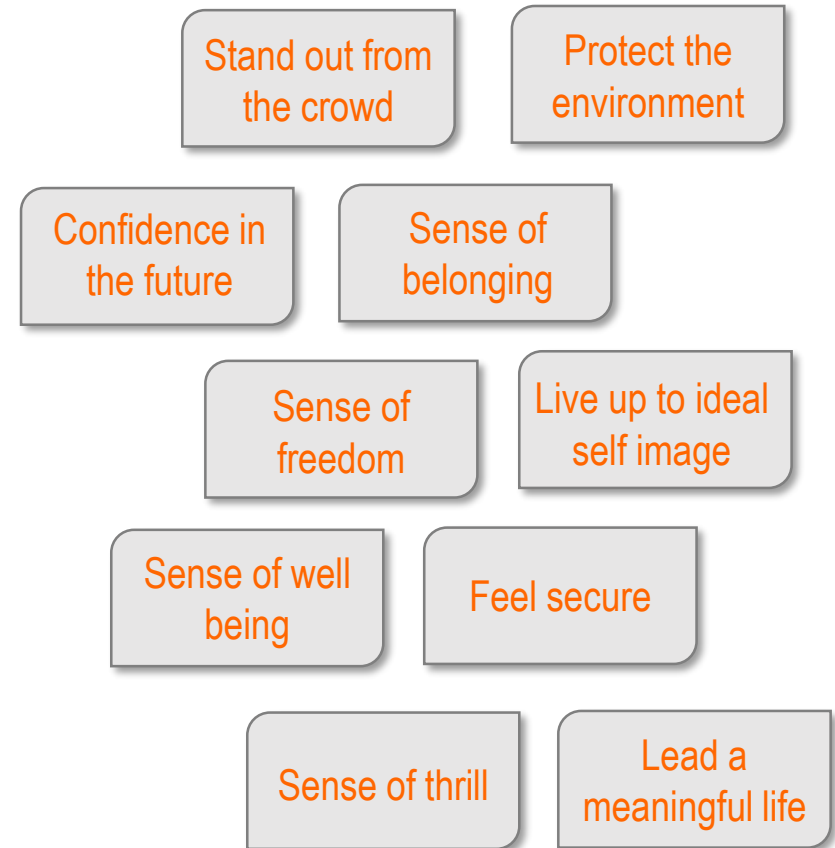 Stand out from
the crowd
Protect the
environment
Confidence in
the future
Sense of
belonging
Sense of
freedom
Live up to ideal
self image
Sense of well
being
Feel secure
Sense of thrill
Lead a
meaningful life